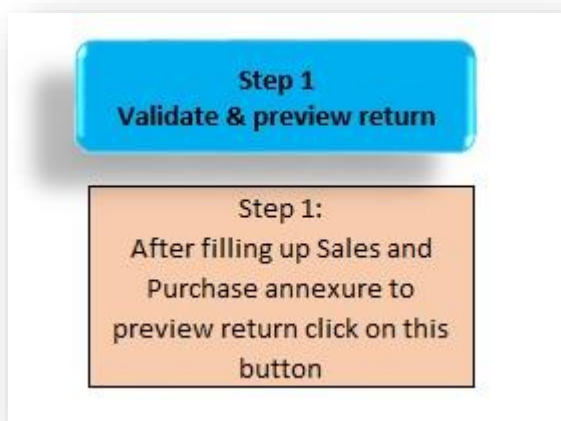 Step 1
Validate & preview return
Step 1:
After filling up Sales and
Purchase annexure to
preview return click on this
button